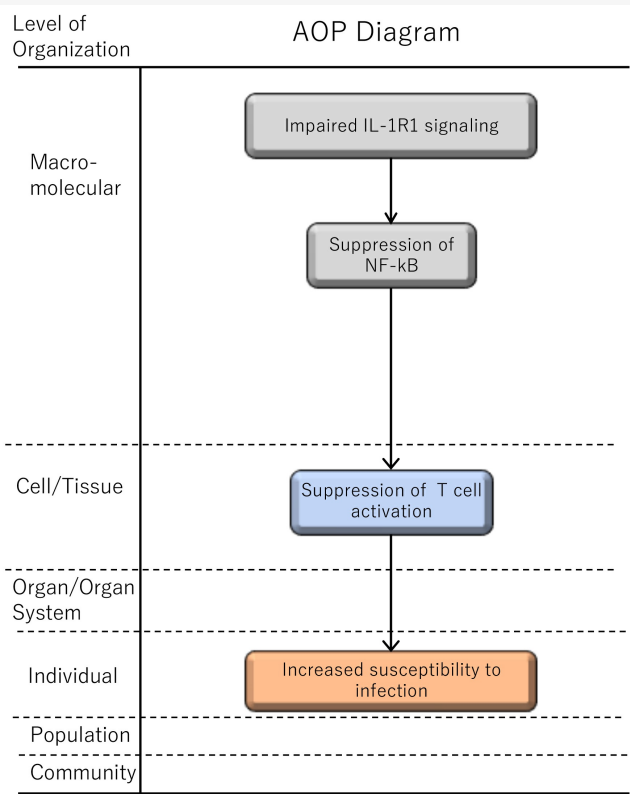 Level of
Organization
AOP Diagram
Impaired IL-1R1 signaling
Macro-
molecular
Suppression of
NF-kB
Cell/Tissue
Suppression of T cell
activation
Organ/Organ
System
Individual
Increased susceptibility to
infection
Population
Community